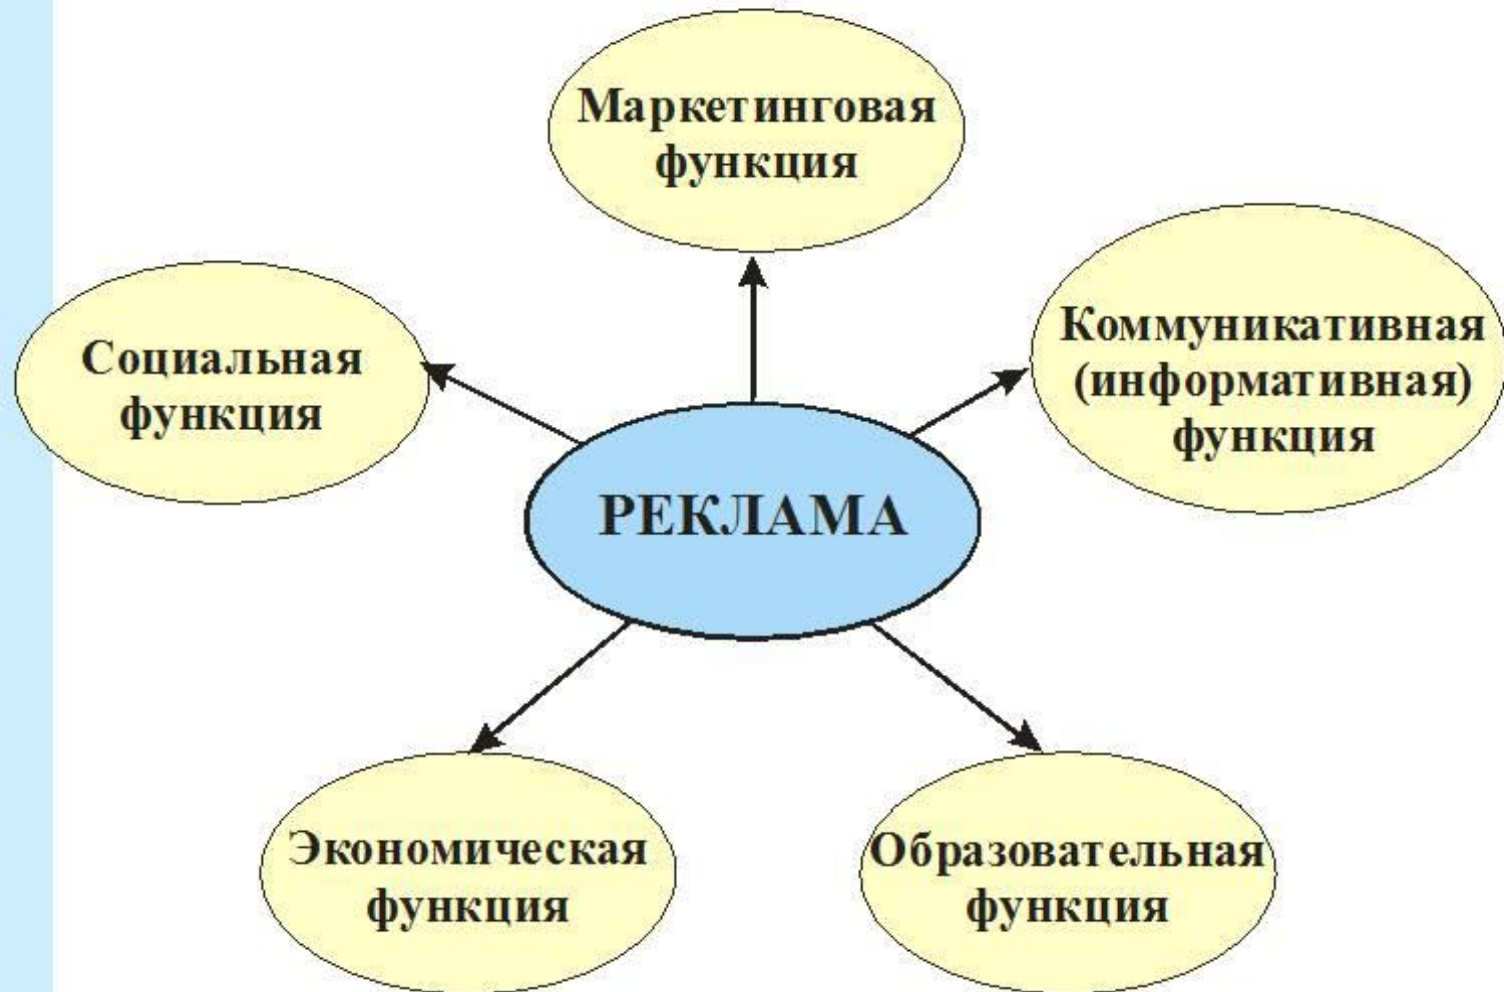 Маркетинговая
функция
Социальная
функция
Коммуникативная
(информативная)
функция
РЕКЛАМА
Экономическая
функция
Образовательная
функция